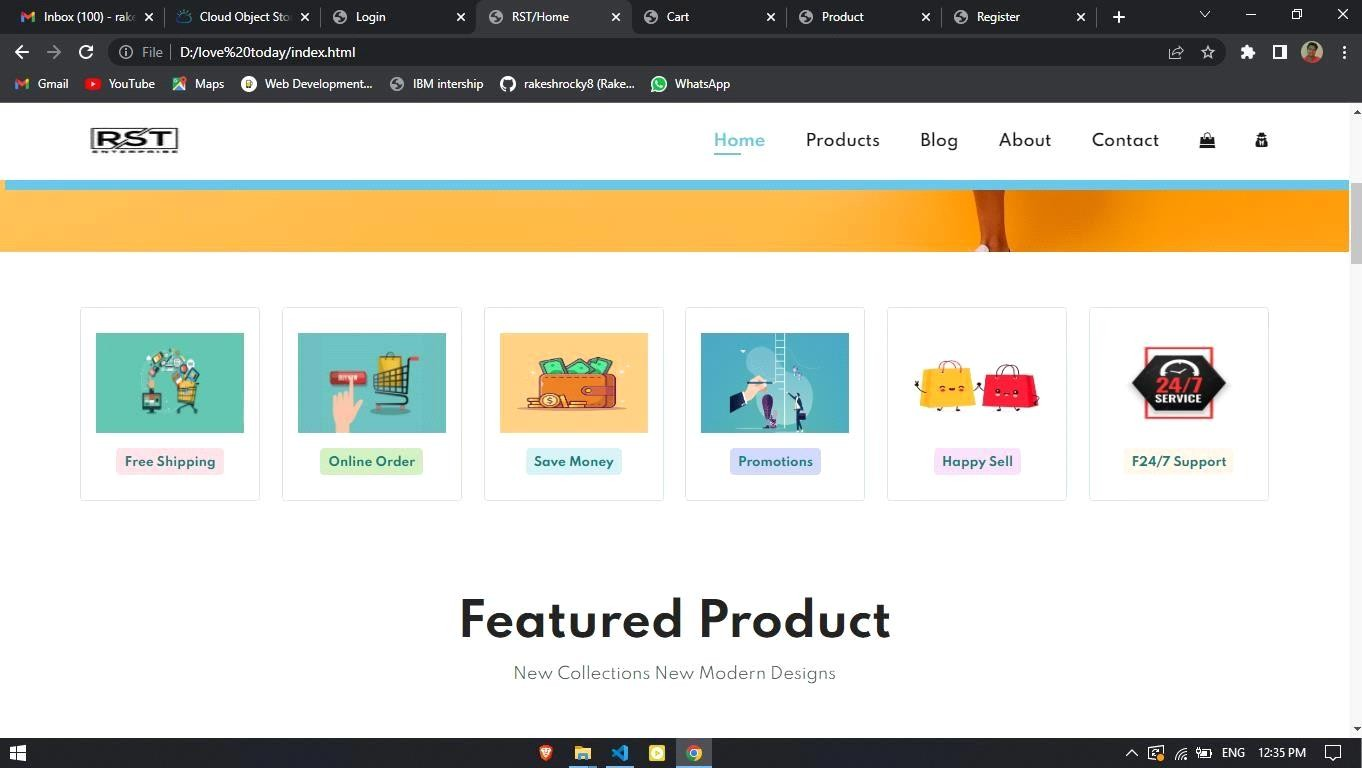 Inbox (100) - rake
Cloud Object Sto
Login
RST/Home
Cart
Product
Register
File
D:/love%20today/index.html
Gmail
YouTube
Maps
Web Development...
IBM intership
rakeshrocky8 (Rake...
WhatsApp
RST
ENTERPRISE
Home
Products
Blog
About
Contact
24/7
SERVICE
Free Shipping
Online Order
Save Money
Promotions
Happy Sell
F24/7 Support
Featured Product
New Collections New Modern Designs
ENG
12:35 PM